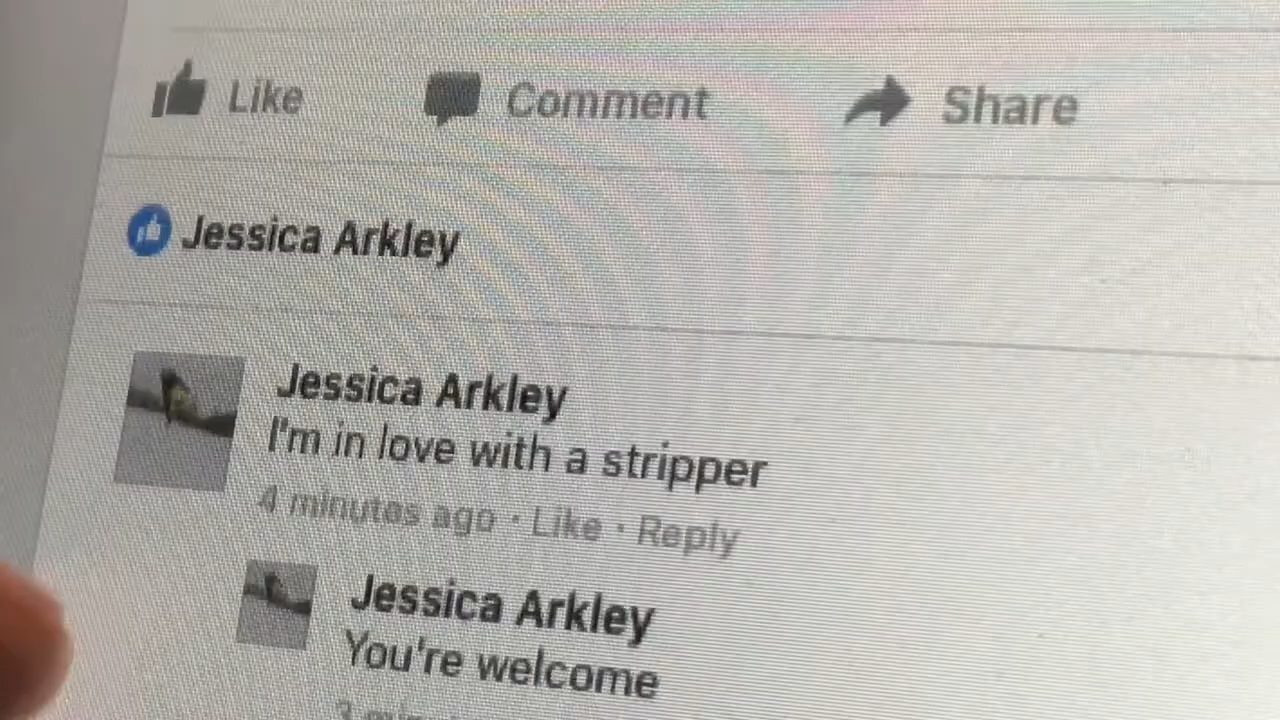 Like Comment Share
Jessica Arkley
Jessica Arkley
I'm in love with a stripper
4 minutes ago · Like · Reply
Jessica Arkley
You're welcome